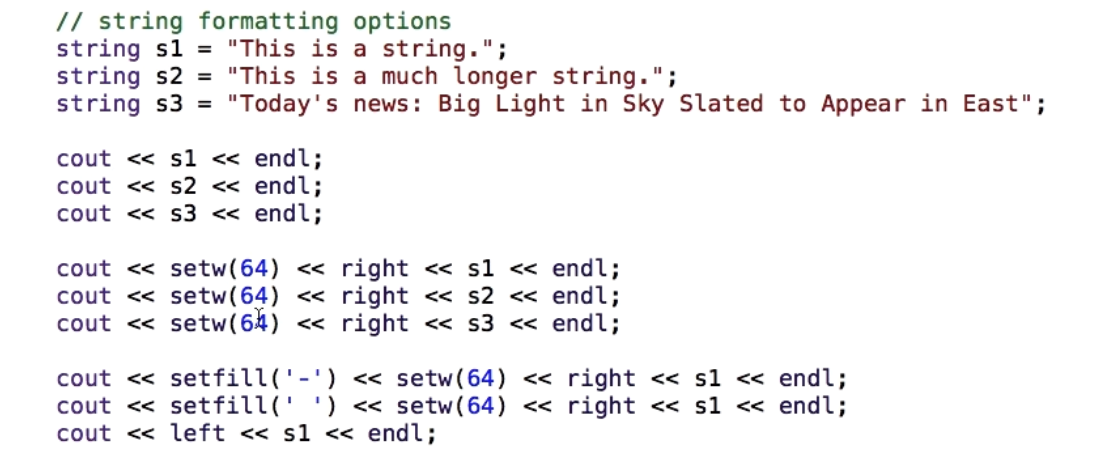 // string formatting options
string s1 = "This is a string.";
string s2 = "This is a much longer string.";
string s3 = "Today's news: Big Light in Sky Slated to Appear in East";
cout << s1 << endl;
cout << s2 << endl;
cout << s3 << endl;
cout << setw(64) << right << s1 << endl;
cout << setw(64) << right << s2 << endl;
cout << setw(64) << right << s3 << endl;
cout << setfill('-') << setw(64) << right << s1 << endl;
cout << setfill(' ') << setw(64) << right << s1 << endl;
cout << left << s1 << endl;